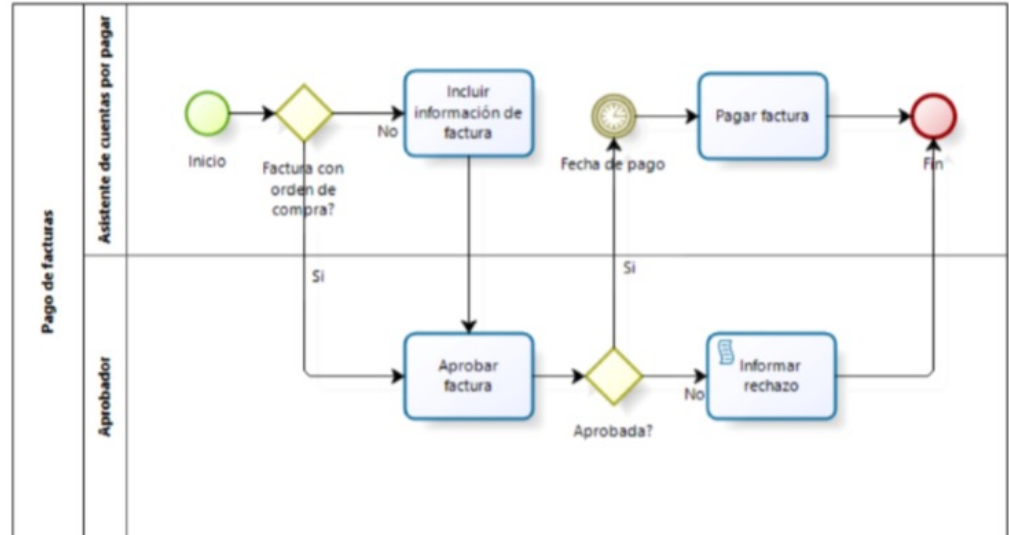 Pago de facturas
Asistente de cuentas por pagar
Inicio
Factura con
orden de
compra?
No
Incluir
información de
factura
Fecha de pago
Pagar factura
Fin
Si
Si
Aprobador
Aprobar
factura
Aprobada?
No
Informar
rechazo